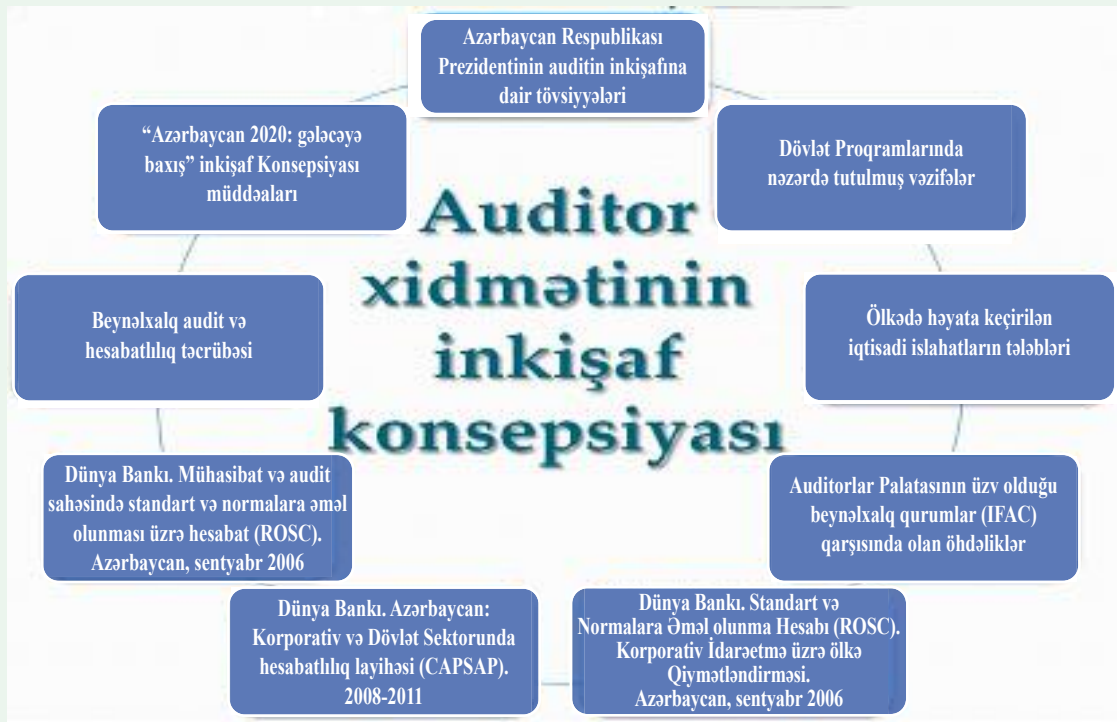 Azərbaycan Respublikası
Prezidentinin auditin inkişafına
dair tövsiyyələri
“Azərbaycan 2020: gələcəyə
baxış” inkişaf Konsepsiyası
müddəaları
Dövlət Proqramlarında
nəzərdə tutulmuş vəzifələr
Auditor
xidmətinin
inkişaf
konsepsiyası
Beynəlxalq audit və
hesabatlılıq təcrübəsi
Ölkədə həyata keçirilən
iqtisadi islahatların tələbləri
Dünya Bankı. Mühasibat və audit
sahəsində standart və normalara əməl
olunması üzrə hesabat (ROSC).
Azərbaycan, sentyabr 2006
Auditorlar Palatasının üzv olduğu
beynəlxalq qurumlar (IFAC)
qarşısında olan öhdəliklər
Dünya Bankı. Azərbaycan:
Korporativ və Dövlət Sektorunda
hesabatlılıq layihəsi (CAPSAP).
2008-2011
Dünya Bankı. Standart və
Normalara Əməl olunma Hesabı (ROSC).
Korporativ İdarəetmə üzrə ölkə
Qiymətləndirməsi.
Azərbaycan, sentyabr 2006